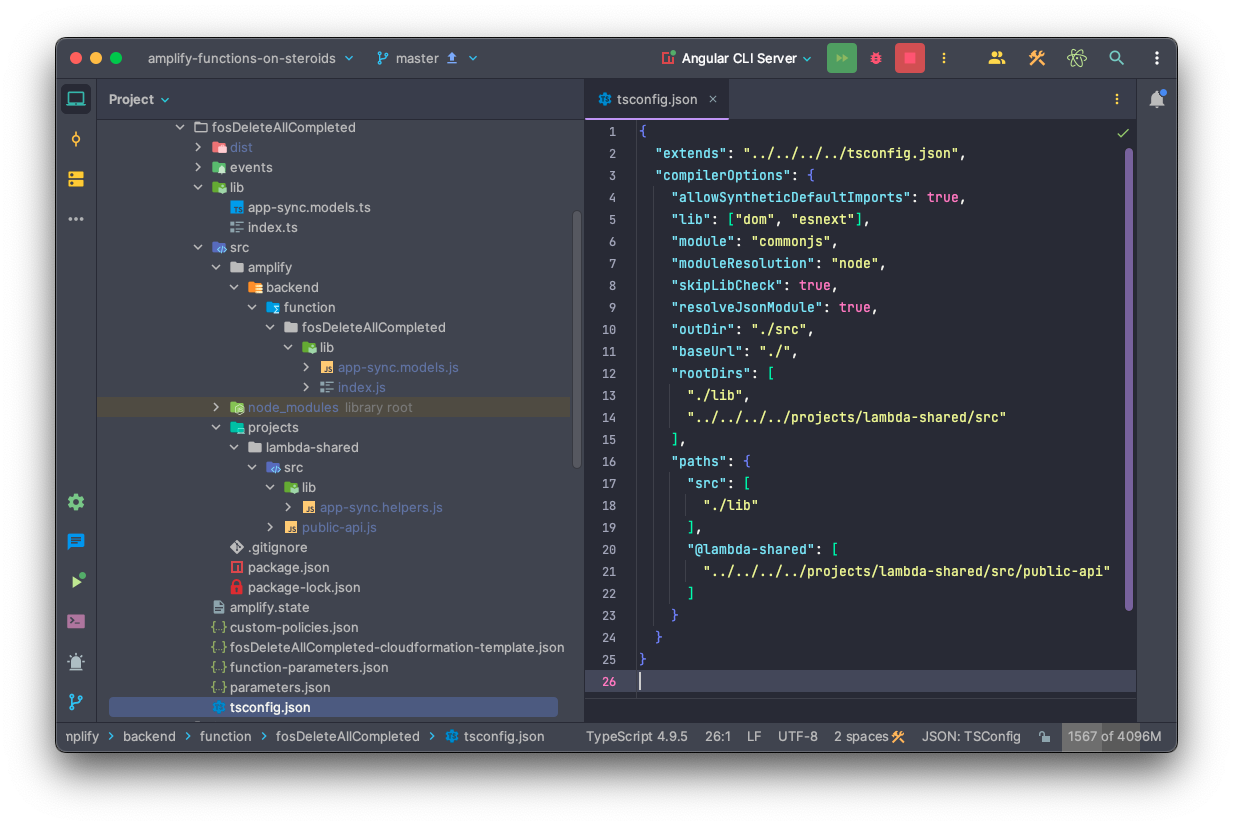 amplify-functions-on-steroids master Angular CLI Server
Project
fosDeleteAllCompleted
dist
events
lib
app-sync.models.ts
index.ts
src
amplify
backend
function
fosDeleteAllCompleted
lib
app-sync.models.js
index.js
node_modules library root
projects
lambda-shared
src
lib
app-sync.helpers.js
public-api.js
.gitignore
package.json
package-lock.json
amplify.state
custom-policies.json
fosDeleteAllCompleted-cloudformation-template.json
function-parameters.json
parameters.json
tsconfig.json
tsconfig.json
1 {
2 "extends": "../../../../tsconfig.json",
3 "compilerOptions": {
4 "allowSyntheticDefaultImports": true,
5 "lib": ["dom", "esnext"],
6 "module": "commonjs",
7 "moduleResolution": "node",
8 "skipLibCheck": true,
9 "resolveJsonModule": true,
10 "outDir": "./src",
11 "baseUrl": "./",
12 "rootDirs": [
13 "./lib",
14 "../../../../projects/lambda-shared/src"
15 ],
16 "paths": {
17 "src": [
18 "./lib"
19 ],
20 "@lambda-shared": [
21 "../../../../projects/lambda-shared/src/public-api"
22 ]
23 }
24 }
25 }
26
mplify backend function fosDeleteAllCompleted tsconfig.json TypeScript 4.9.5 26:1 LF UTF-8 2 spaces JSON: TSConfig 1567 of 4096M